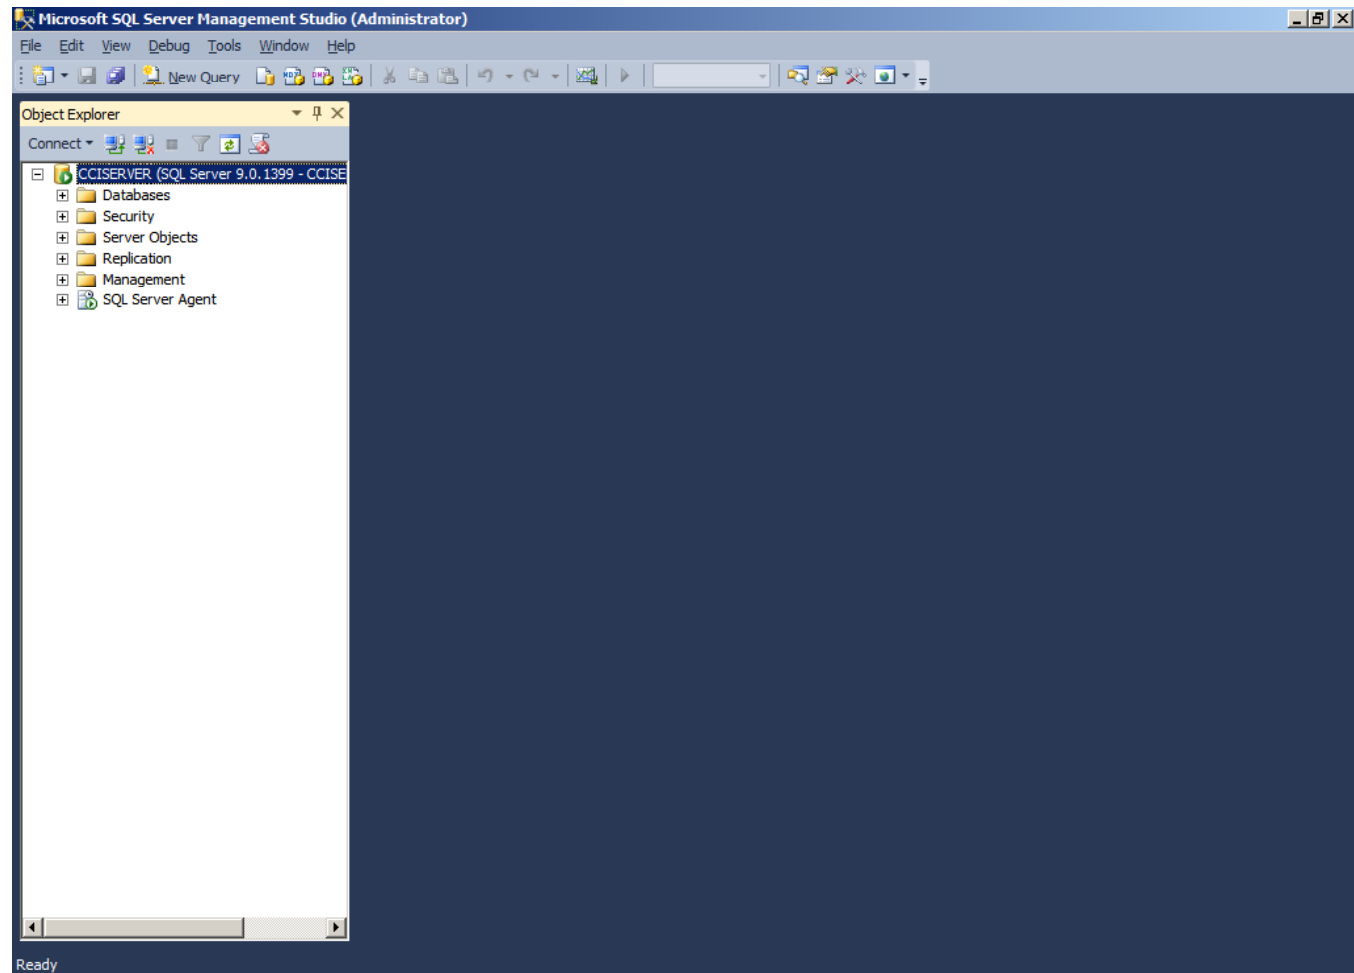 Microsoft SQL Server Management Studio (Administrator)
File Edit View Debug Tools Window Help
New Query
Object Explorer
Connect
CCISERVER (SQL Server 9.0.1399 - CCISE
Databases
Security
Server Objects
Replication
Management
SQL Server Agent
Ready